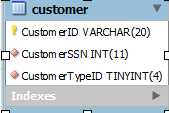 customer
CustomerID VARCHAR(20)
CustomerSSN INT(11)
CustomerTypeID TINYINT(4)
Indexes